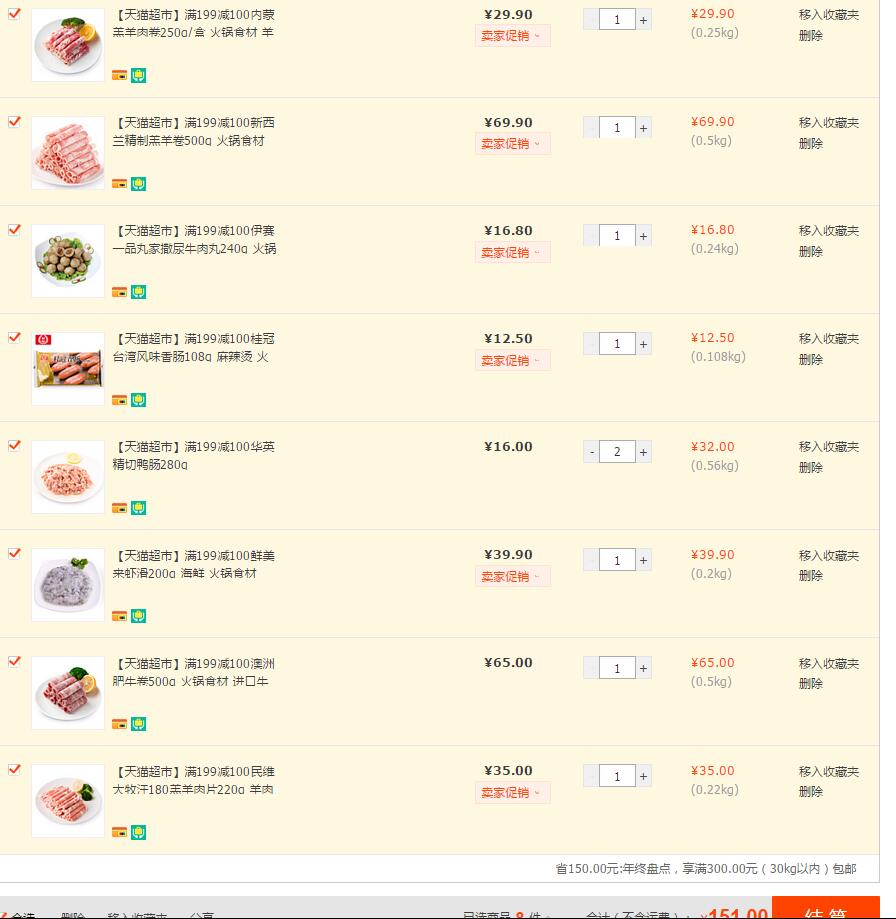 【天猫超市】满199减100内蒙
羔羊肉卷250g/盒 火锅食材 羊
¥29.90
卖家促销
1 +
¥29.90
(0.25kg)
移入收藏夹
删除
【天猫超市】满199减100新西
兰精制羔羊卷500g 火锅食材
¥69.90
卖家促销
1 +
¥69.90
(0.5kg)
移入收藏夹
删除
【天猫超市】满199减100伊赛
一品丸家撒尿牛肉丸240g 火锅
¥16.80
卖家促销
1 +
¥16.80
(0.24kg)
移入收藏夹
删除
【天猫超市】满199减100桂冠
台湾风味香肠108g 麻辣烫 火
¥12.50
卖家促销
1 +
¥12.50
(0.108kg)
移入收藏夹
删除
【天猫超市】满199减100华英
精切鸭肠280g
¥16.00
- 2 +
¥32.00
(0.56kg)
移入收藏夹
删除
【天猫超市】满199减100鲜美
来虾滑200g 海鲜 火锅食材
¥39.90
卖家促销
1 +
¥39.90
(0.2kg)
移入收藏夹
删除
【天猫超市】满199减100澳洲
肥牛卷500g 火锅食材 进口牛
¥65.00
1 +
¥65.00
(0.5kg)
移入收藏夹
删除
【天猫超市】满199减100民维
大牧汗180羔羊肉片220g 羊肉
¥35.00
卖家促销
1 +
¥35.00
(0.22kg)
移入收藏夹
删除
省150.00元:年终盘点，享满300.00元（30kg以内）包邮
全选 删除 移入收藏夹 分享 已选商品 8 件 合计（不含运费）: ¥151.00 结 算